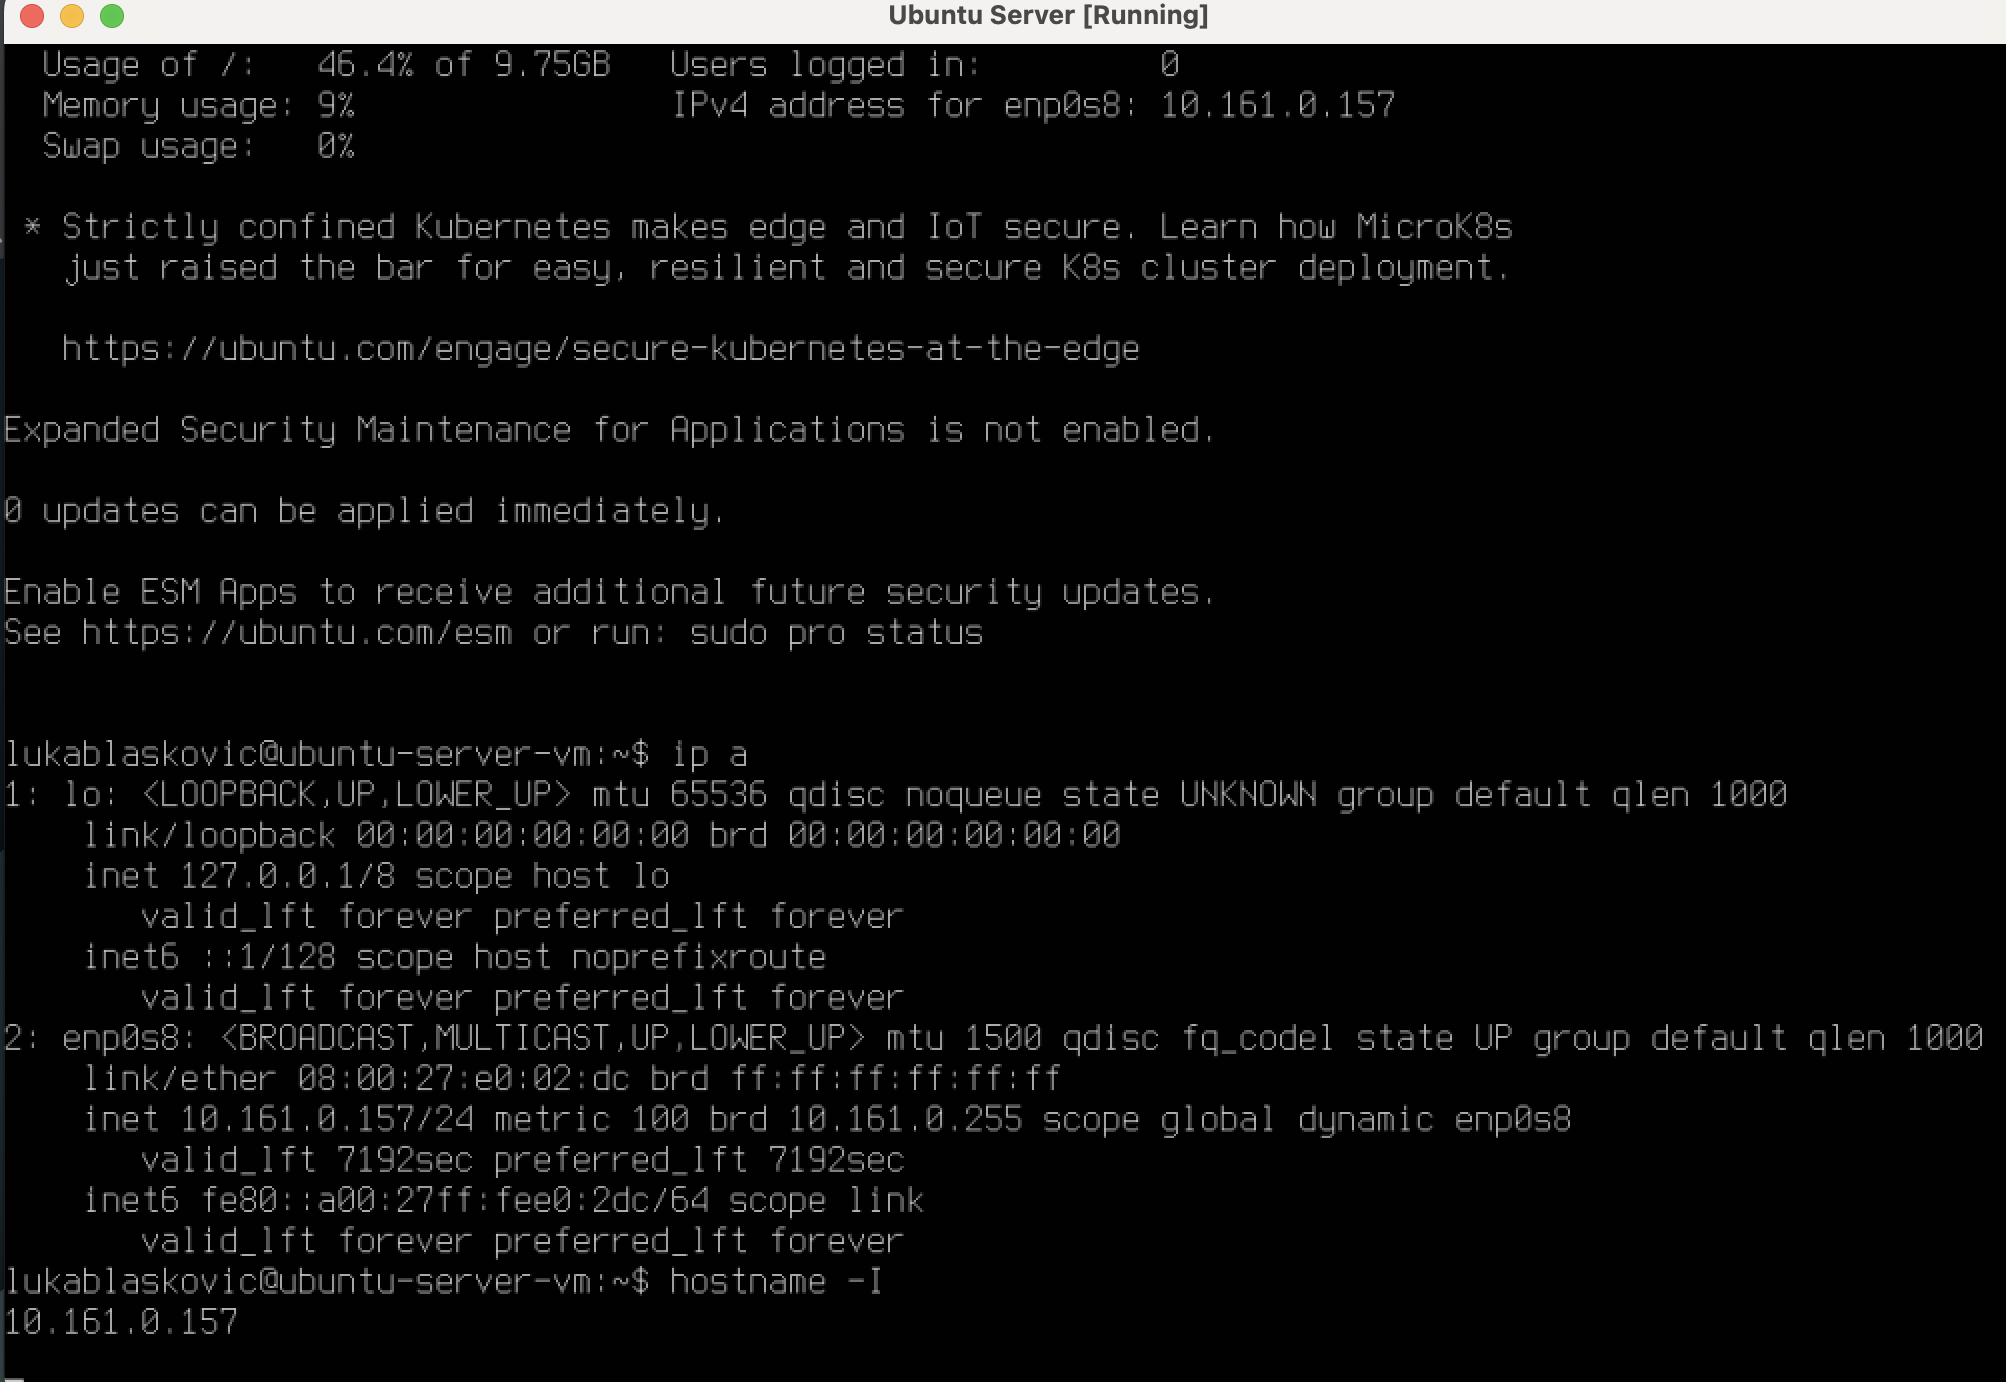 Ubuntu Server [Running]
Usage of /: 46.4% of 9.75GB Users logged in: 0
Memory usage: 9% IPv4 address for enp0s8: 10.161.0.157
Swap usage: 0%
* Strictly confined Kubernetes makes edge and IoT secure. Learn how MicroK8s
just raised the bar for easy, resilient and secure K8s cluster deployment.
https://ubuntu.com/engage/secure-kubernetes-at-the-edge
Expanded Security Maintenance for Applications is not enabled.
0 updates can be applied immediately.
Enable ESM Apps to receive additional future security updates.
See https://ubuntu.com/esm or run: sudo pro status
lukablaskovic@ubuntu-server-vm:~$ ip a
1: lo: <LOOPBACK,UP,LOWER_UP> mtu 65536 qdisc noqueue state UNKNOWN group default qlen 1000
link/loopback 00:00:00:00:00:00 brd 00:00:00:00:00:00
inet 127.0.0.1/8 scope host lo
valid_lft forever preferred_lft forever
inet6 ::1/128 scope host noprefixroute
valid_lft forever preferred_lft forever
2: enp0s8: <BROADCAST,MULTICAST,UP,LOWER_UP> mtu 1500 qdisc fq_codel state UP group default qlen 1000
link/ether 08:00:27:e0:02:dc brd ff:ff:ff:ff:ff:ff
inet 10.161.0.157/24 metric 100 brd 10.161.0.255 scope global dynamic enp0s8
valid_lft 7192sec preferred_lft 7192sec
inet6 fe80::a00:27ff:fee0:2dc/64 scope link
valid_lft forever preferred_lft forever
lukablaskovic@ubuntu-server-vm:~$ hostname -I
10.161.0.157